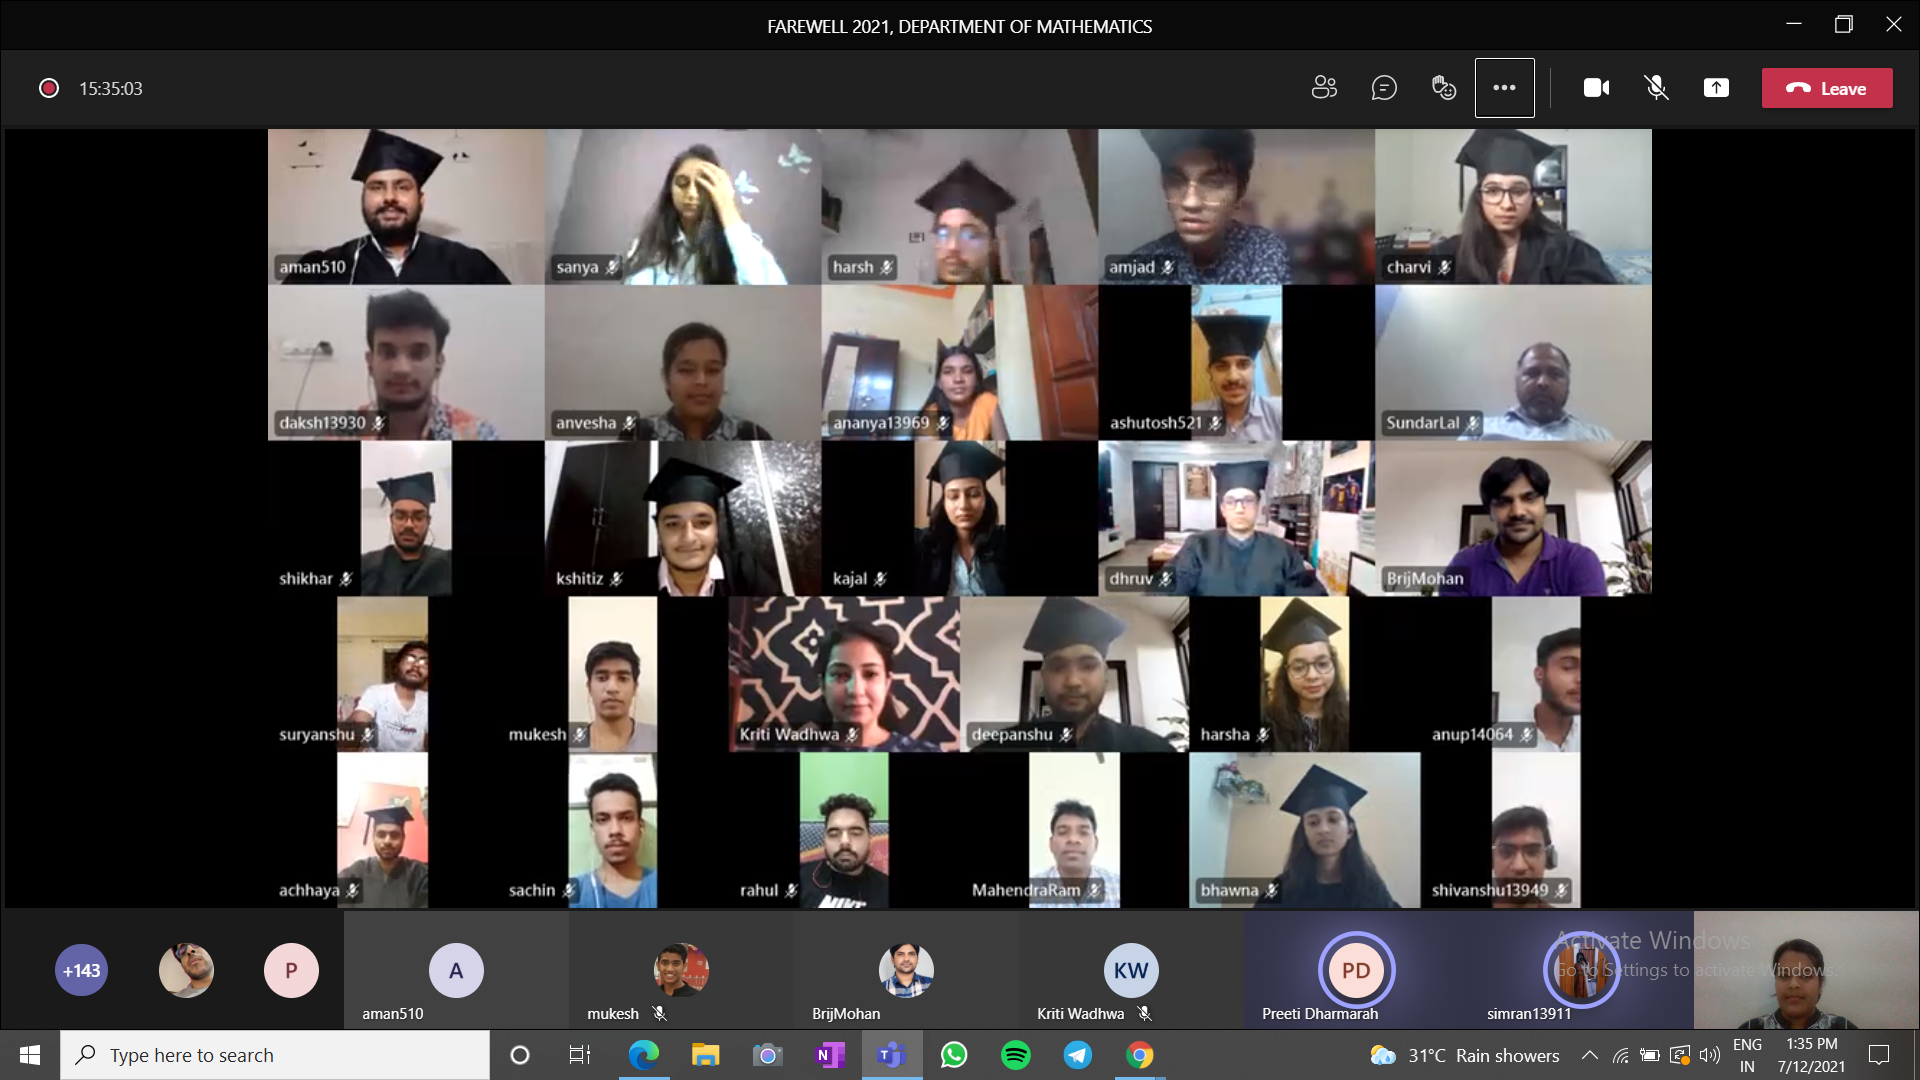 FAREWELL 2021, DEPARTMENT OF MATHEMATICS
15:35:03
Leave
aman510
sanya
harsh
amjad
charvi
daksh13930
anvesha
ananya13969
ashutosh521
SundarLal
shikhar
kshitiz
kajal
dhruv
BrijMohan
suryanshu
mukesh
Kriti Wadhwa
deepanshu
harsha
anup14064
achhaya
sachin
rahul
MahendraRam
bhawna
shivanshu13949
NIKE
+143
P
A
KW
PD
Activate Windows
Go to Settings to activate Windows.
aman510
mukesh
BrijMohan
Kriti Wadhwa
Preeti Dharmarah
simran13911
Type here to search
N
T
31°C Rain showers
ENG
IN
1:35 PM
7/12/2021